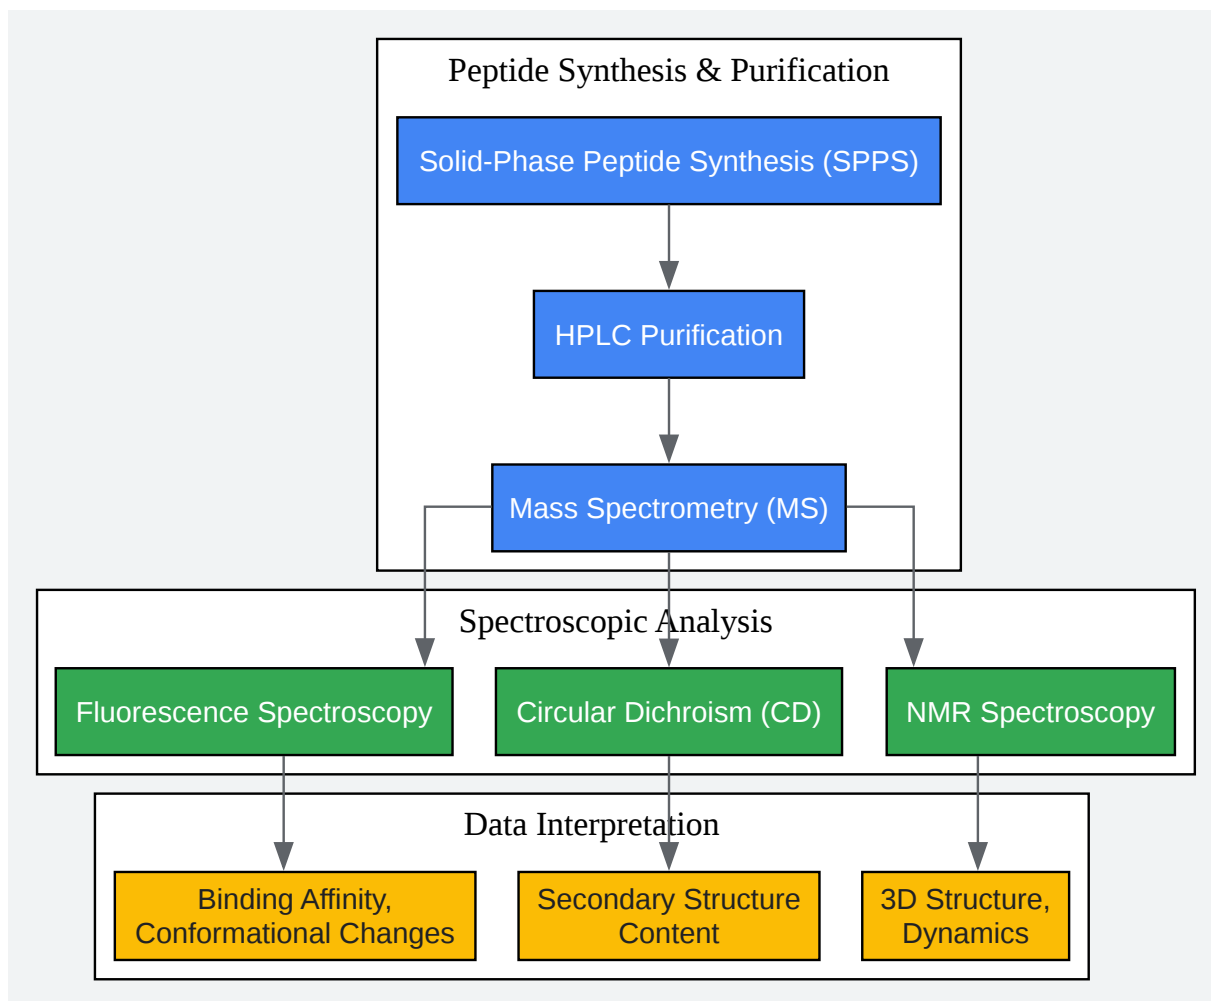 Peptide Synthesis & Purification
Solid-Phase Peptide Synthesis (SPPS)
HPLC Purification
Mass Spectrometry (MS)
Spectroscopic Analysis
Fluorescence Spectroscopy
Circular Dichroism (CD)
NMR Spectroscopy
Data Interpretation
Binding Affinity,
Conformational Changes
Secondary Structure
Content
3D Structure,
Dynamics